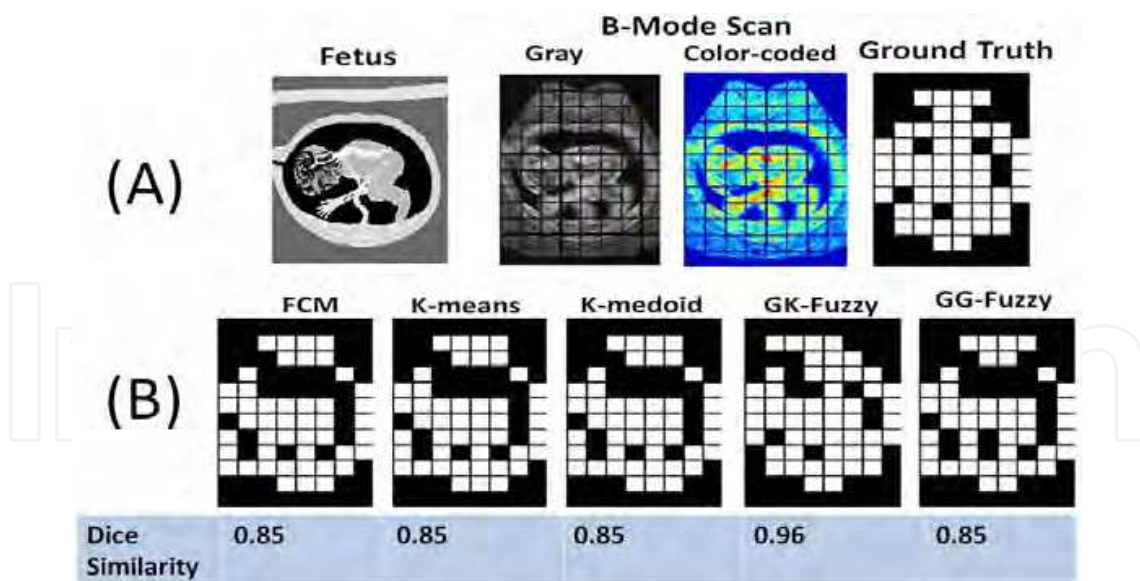 B-Mode Scan
Fetus Gray Color-coded Ground Truth
(A)
FCM K-means K-medoid GK-Fuzzy GG-Fuzzy
(B)
Dice Similarity 0.85 0.85 0.85 0.96 0.85